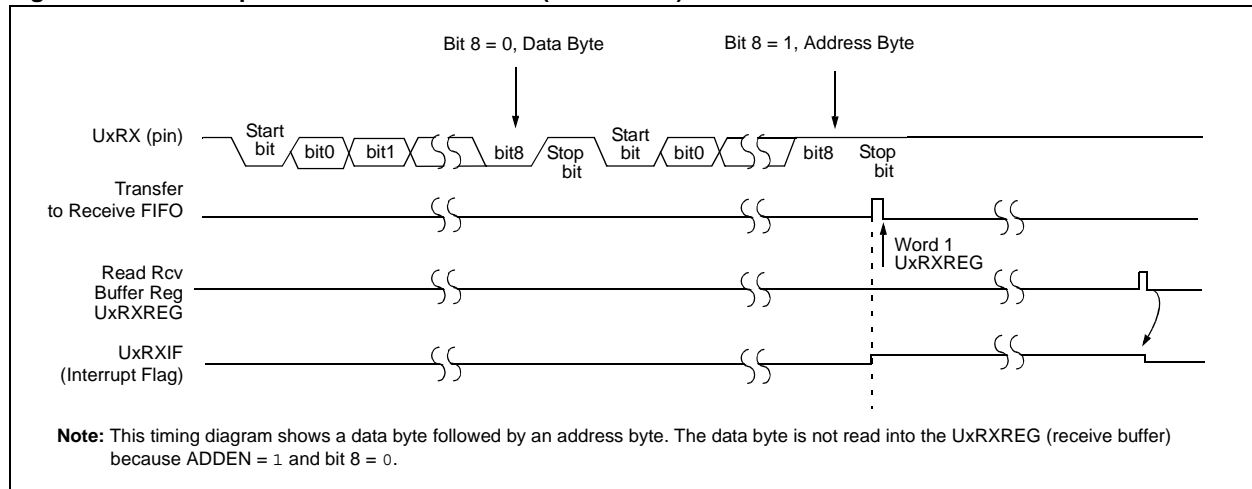 Bit 8 = 0, Data Byte
Bit 8 = 1, Address Byte
UxRX (pin)
Start
bit
bit0
bit1
bit8
Stop
bit
Start
bit
bit0
bit8
Stop
bit
Transfer
to Receive FIFO
Word 1
UxRXREG
Read Rcv
Buffer Reg
UxRXREG
UxRXIF
(Interrupt Flag)
Note: This timing diagram shows a data byte followed by an address byte. The data byte is not read into the UxRXREG (receive buffer)
because ADDEN = 1 and bit 8 = 0.